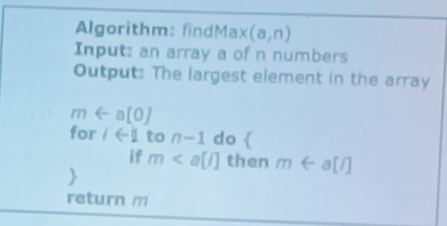 Algorithm: findMax(a,n)
Input: an array a of n numbers
Output: The largest element in the array
m ← a[0]
for i ←1 to n−1 do {
if m < a[i] then m ← a[i]
}
return m